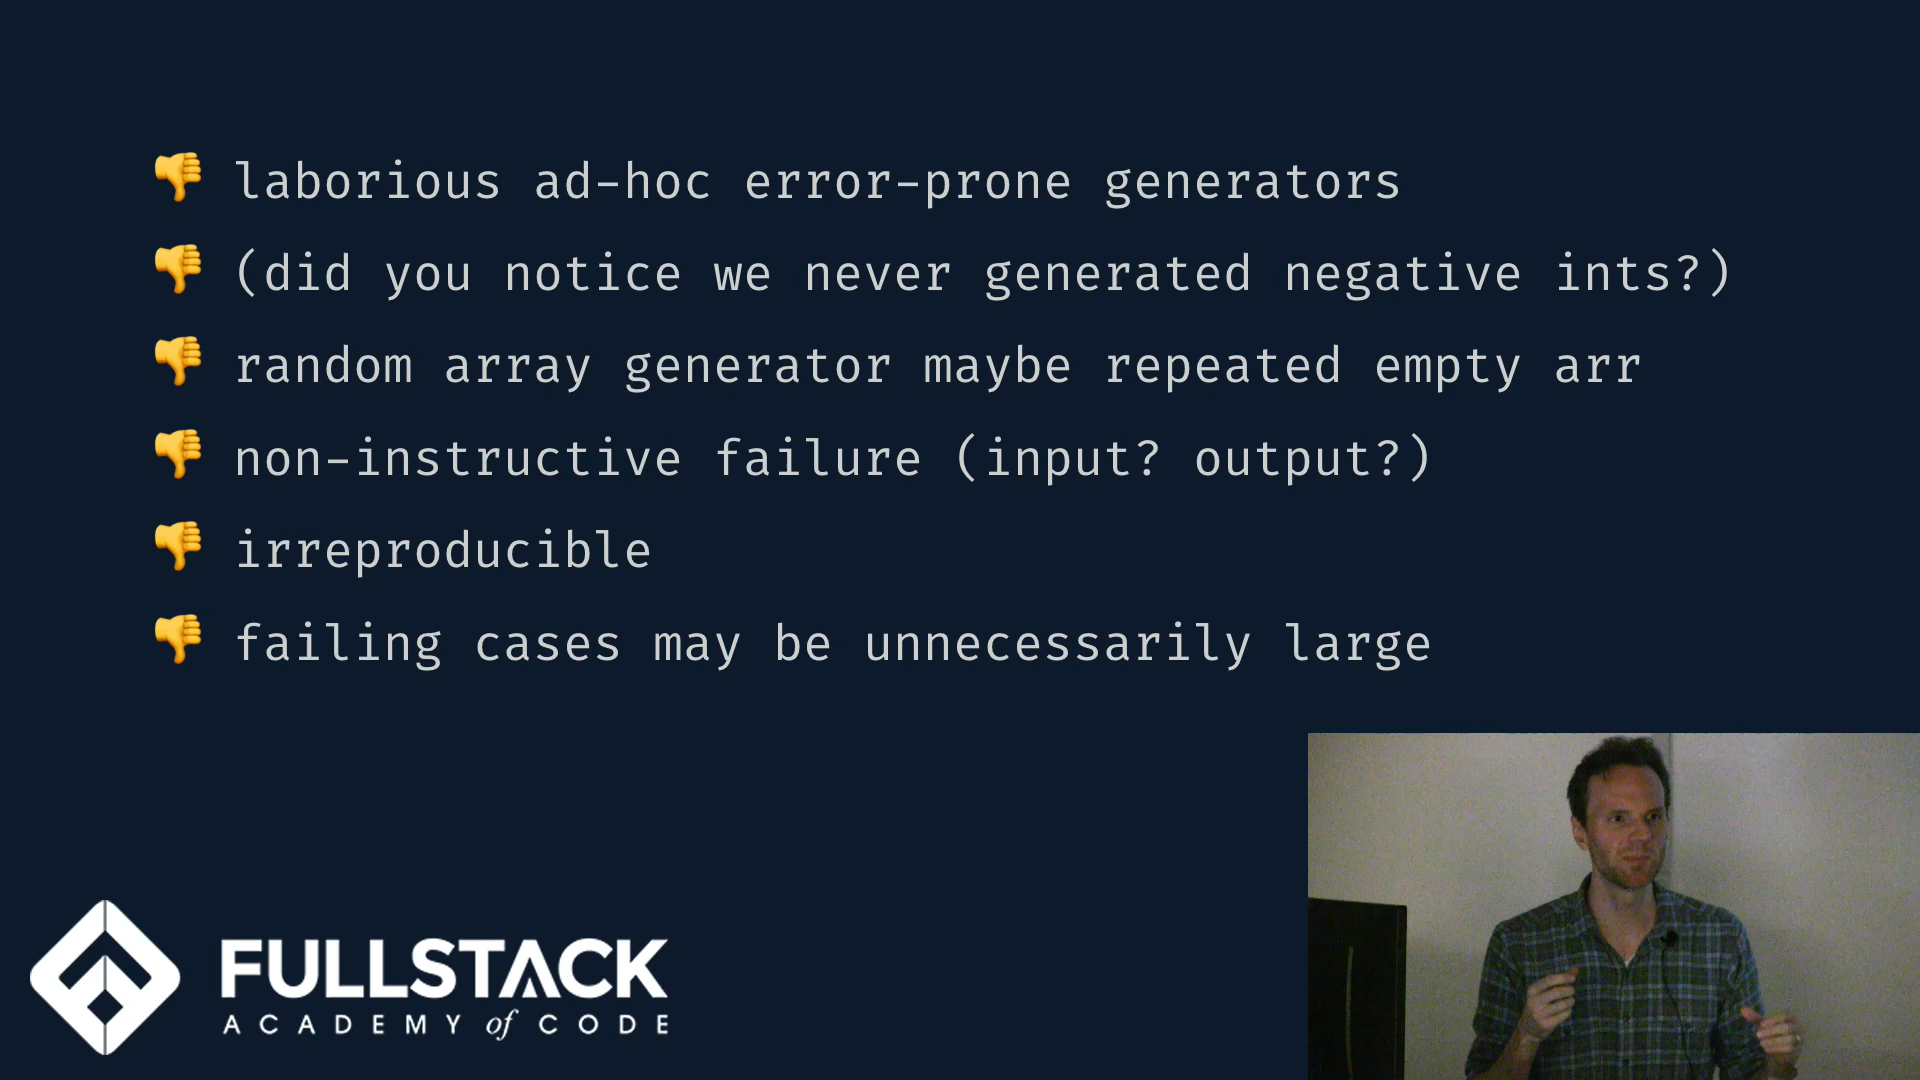 👎 laborious ad-hoc error-prone generators
👎 (did you notice we never generated negative ints?)
👎 random array generator maybe repeated empty arr
👎 non-instructive failure (input? output?)
👎 irreproducible
👎 failing cases may be unnecessarily large
FULLSTACK
ACADEMY of CODE